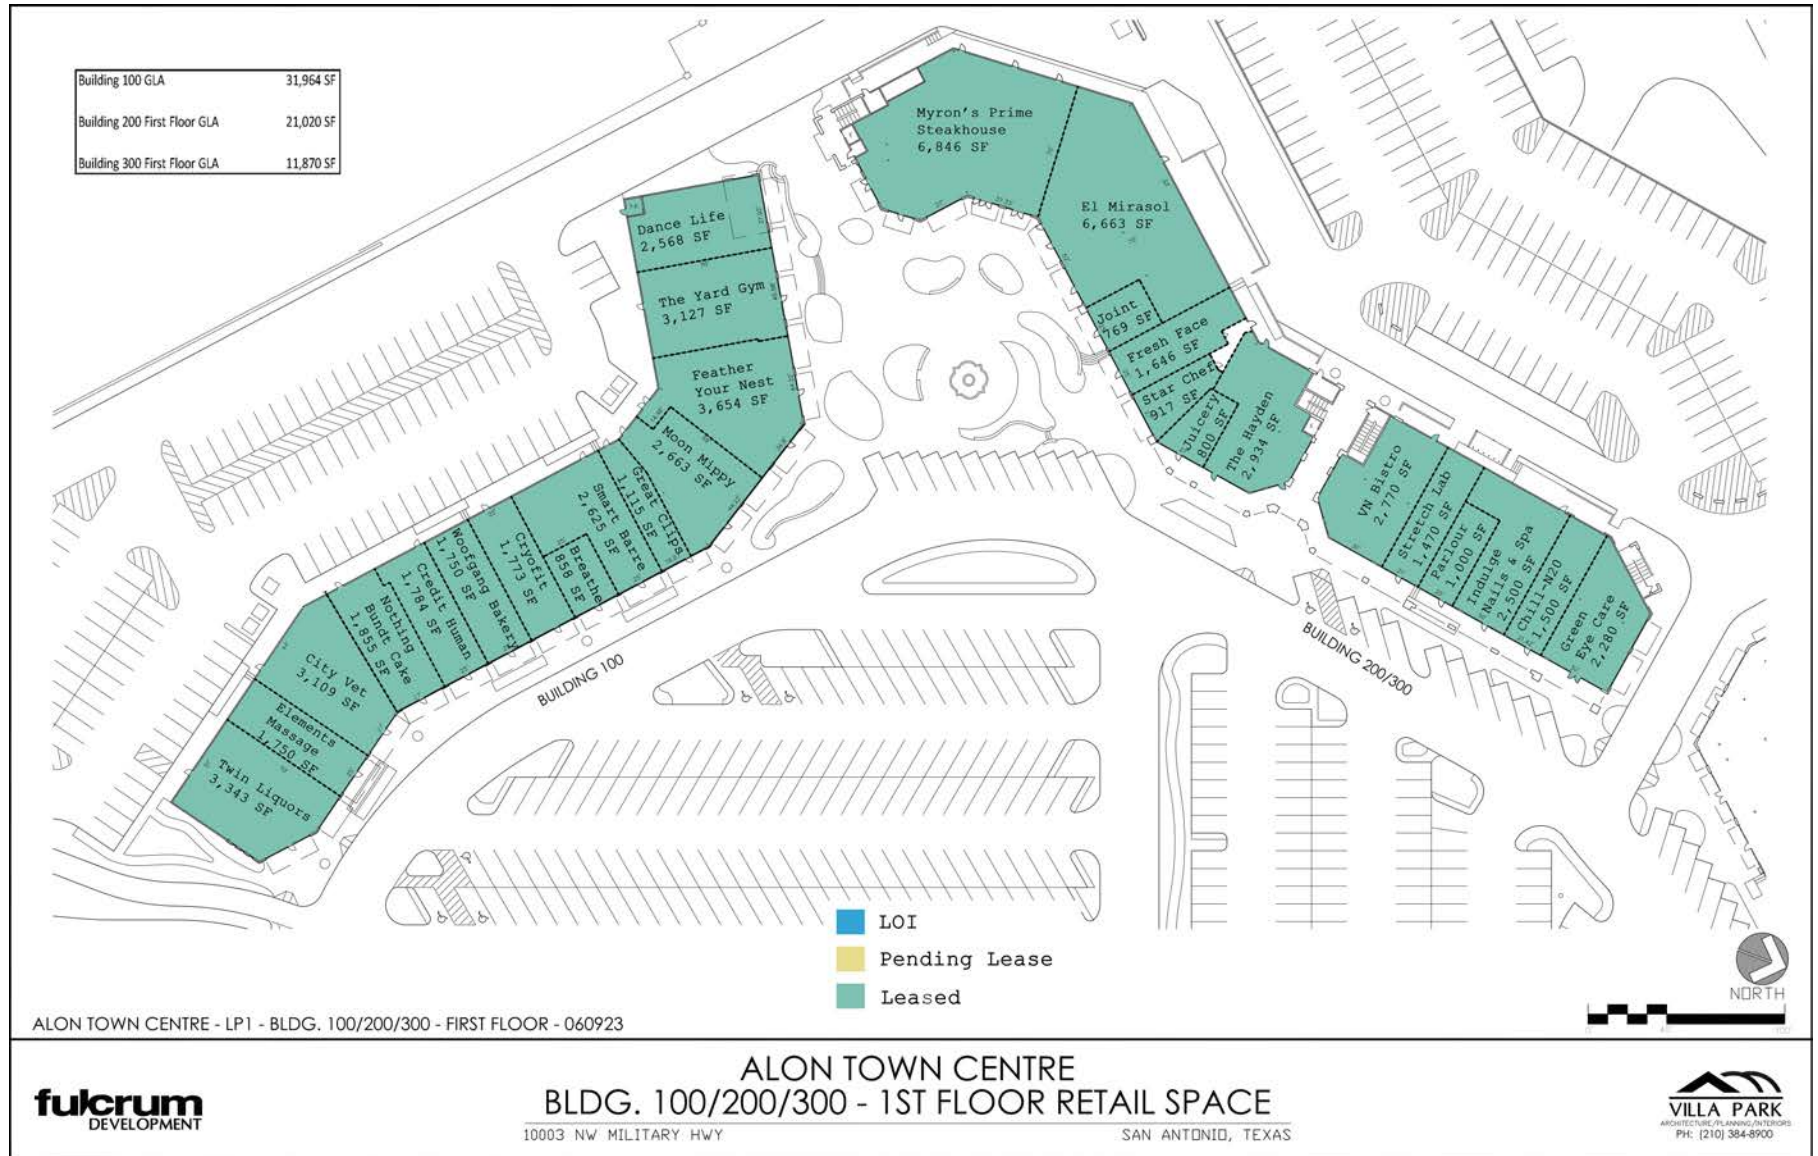 Building 100 GLA 31,964 SF
Building 200 First Floor GLA 21,020 SF
Building 300 First Floor GLA 11,870 SF
Myron's Prime
Steakhouse
6,846 SF
El Mirasol
6,663 SF
Dance Life
2,568 SF
The Yard Gym
3,127 SF
Feather
Your Nest
3,654 SF
Joint
769 SF
Fresh Face
1,646 SF
Star Chef
917 SF
Juicery
800 SF
The Hayden
2,934 SF
Moon Mippy
2,663 SF
Great Clips
1,115 SF
Smart Barre
2,625 SF
Breathe
858 SF
Cryofit
1,773 SF
Woofgang Bakery
1,750 SF
Credit Human
1,784 SF
Nothing
Bundt Cake
1,855 SF
City Vet
3,109 SF
Elements
Massage
1,750 SF
Twin Liquors
3,343 SF
VN Bistro
2,770 SF
Stretch Lab
1,470 SF
Parlour
1,000 SF
Indulge
Nails & Spa
2,500 SF
Chill-N20
1,500 SF
Green
Eye Care
2,280 SF
BUILDING 100
BUILDING 200/300
LOI
Pending Lease
Leased
NORTH
ALON TOWN CENTRE - LP1 - BLDG. 100/200/300 - FIRST FLOOR - 060923
fulcrum
DEVELOPMENT
ALON TOWN CENTRE
BLDG. 100/200/300 - 1ST FLOOR RETAIL SPACE
10003 NW MILITARY HWY SAN ANTONIO, TEXAS
VILLA PARK
ARCHITECTURE/PLANNING/INTERIORS
PH: (210) 384-8900